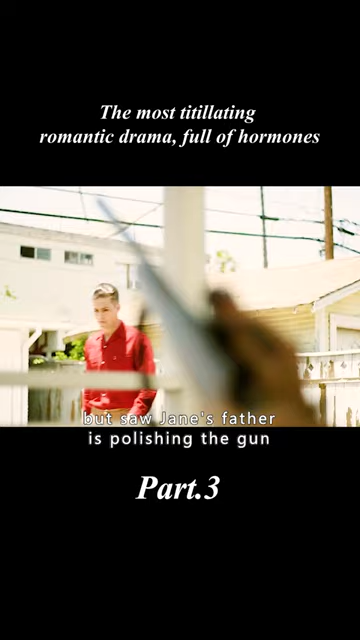 The most titillating
romantic drama, full of hormones
but saw Jane's father
is polishing the gun
Part.3